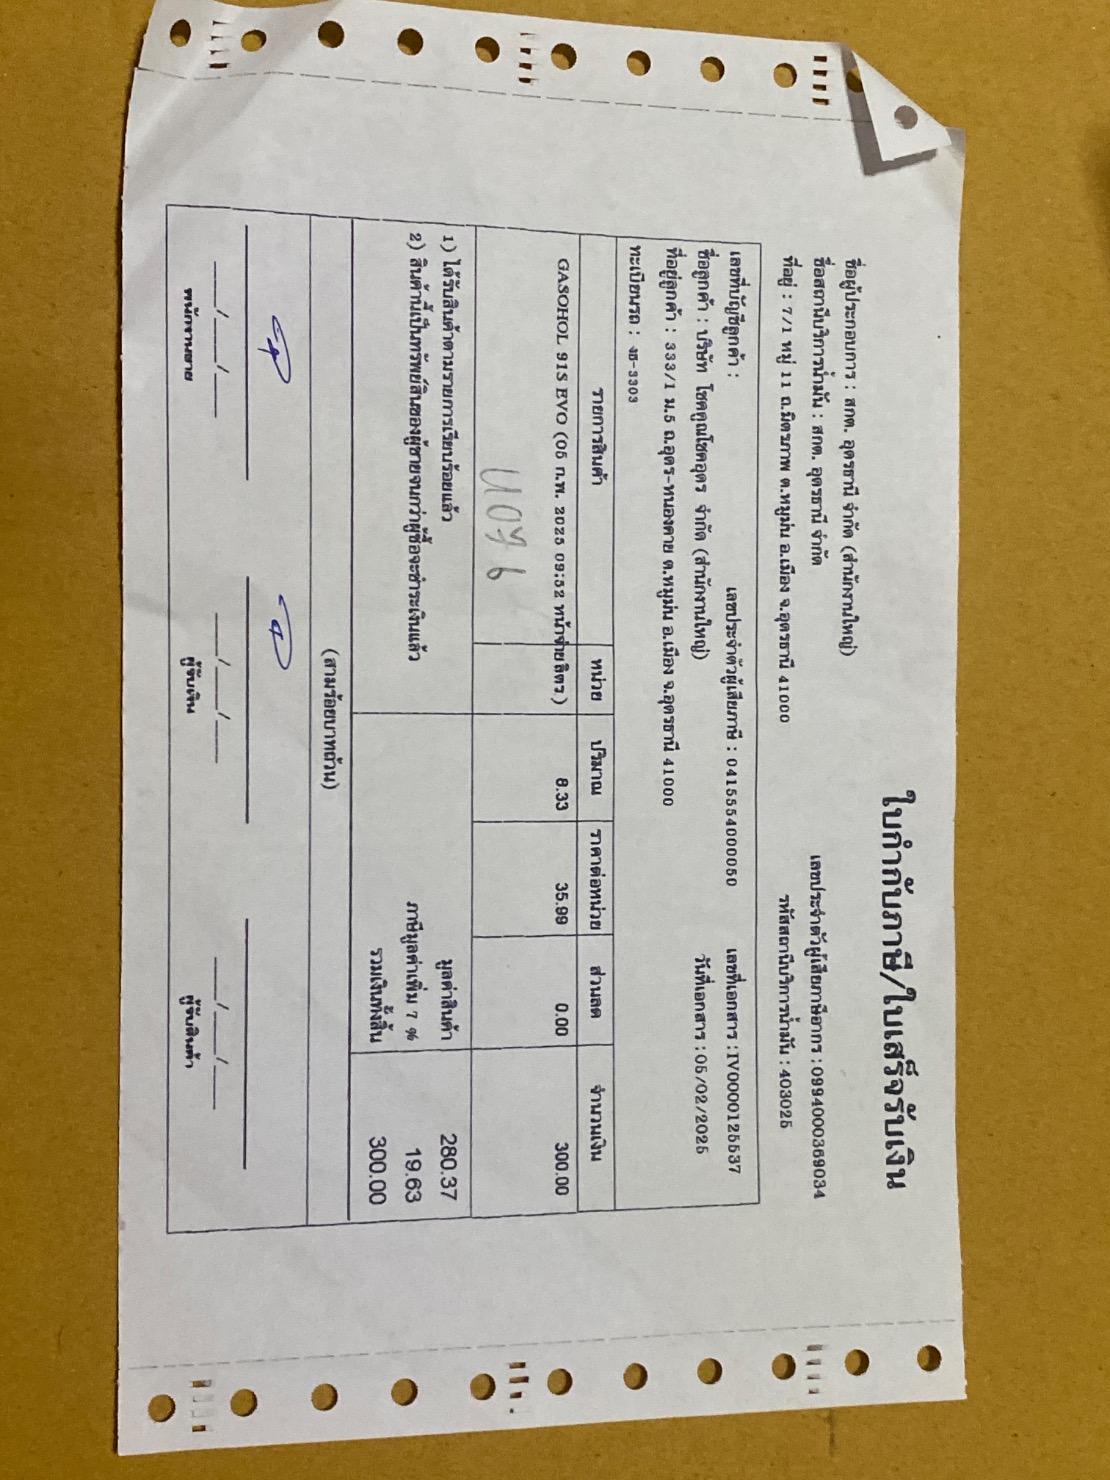 ใบกำกับภาษี/ใบเสร็จรับเงิน
ชื่อผู้ประกอบการ : สกต. อุดรธานี จำกัด (สำนักงานใหญ่) เลขประจำตัวผู้เสียภาษีอากร : 0994000369034
ชื่อสถานีบริการน้ำมัน : สกต. อุดรธานี จำกัด รหัสสถานีบริการน้ำมัน : 403025
ที่อยู่ : 7/1 หมู่ 11 ถ.มิตรภาพ ต.หมูม่น อ.เมือง จ.อุดรธานี 41000
เลขที่บัญชีลูกค้า : เลขประจำตัวผู้เสียภาษี : 0415554000050 เลขที่เอกสาร : IV0000125537
ชื่อลูกค้า : บริษัท โชคคูณโชคอุดร จำกัด (สำนักงานใหญ่) วันที่เอกสาร : 05/02/2025
ที่อยู่ลูกค้า : 333/1 ม.5 ถ.อุดร-หนองคาย ต.หมูม่น อ.เมือง จ.อุดรธานี 41000
ทะเบียนรถ : งธ-3303
รายการสินค้า หน่วย ปริมาณ ราคาต่อหน่วย ส่วนลด จำนวนเงิน
GASOHOL 91S EVO (05 ก.พ. 2025 09:52 หน้าจ่ายลิตร) 8.33 35.99 0.00 300.00
1) ได้รับสินค้าตามรายการเรียบร้อยแล้ว มูลค่าสินค้า 280.37
2) สินค้านี้เป็นทรัพย์สินของผู้ขายจนกว่าผู้ซื้อจะชำระเงินแล้ว ภาษีมูลค่าเพิ่ม 7 % 19.63
รวมเงินทั้งสิ้น 300.00
(สามร้อยบาทถ้วน)
___/___/___ ___/___/___ ___/___/___
พนักงานขาย ผู้รับเงิน ผู้รับสินค้า